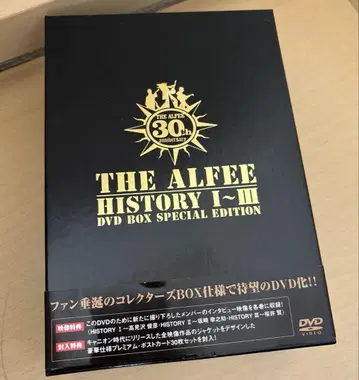 THE ALFEE
30th
ANNIVERSARY
THE ALFEE
HISTORY I~III
DVD BOX SPECIAL EDITION
ファン垂涎のコレクターズBOX仕様で待望のDVD化!!
映像特典 このDVDのために新たに撮り下ろしたメンバーのインタビュー映像を各巻に収録!
(HISTORY I ー高見沢 俊彦・HISTORY II ー坂崎 幸之助・HISTORY III ー桜井 賢)
封入特典 キャニオン時代にリリースした全映像作品のジャケットをデザインした
豪華仕様プレミアム・ポストカード30枚セットを封入!
DVD
VIDEO